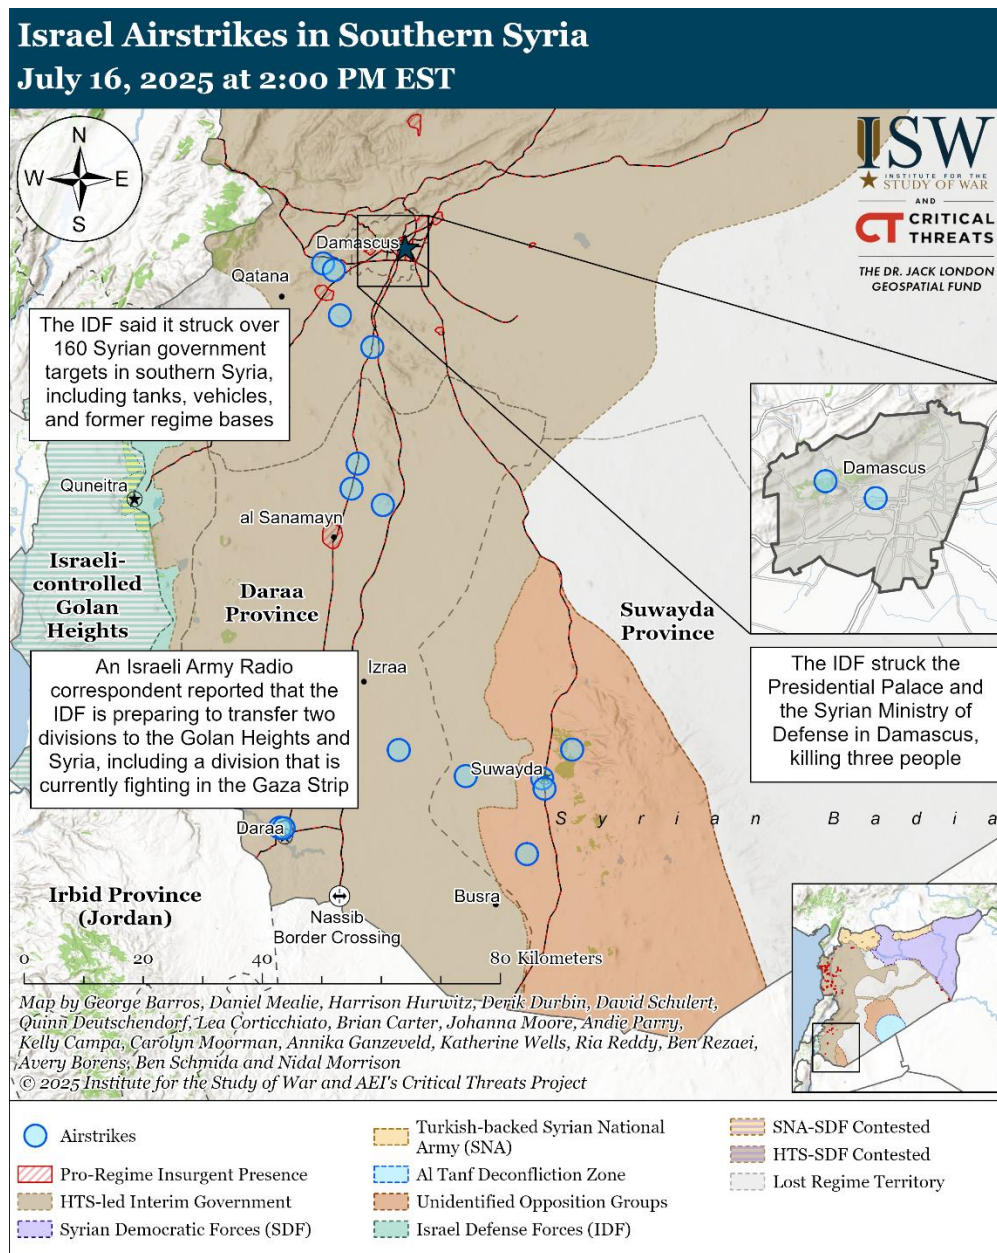 Israel Airstrikes in Southern Syria
July 16, 2025 at 2:00 PM EST
N
W
E
S
ISW
INSTITUTE FOR THE
STUDY OF WAR
AND
CT CRITICAL
THREATS
THE DR. JACK LONDON
GEOSPATIAL FUND
Damascus
Qatana
The IDF said it struck over
160 Syrian government
targets in southern Syria,
including tanks, vehicles,
and former regime bases
Damascus
Quneitra
al Sanamayn
Israeli-
controlled
Golan
Heights
Daraa
Province
Suwayda
Province
An Israeli Army Radio
correspondent reported that the
IDF is preparing to transfer two
divisions to the Golan Heights and
Syria, including a division that is
currently fighting in the Gaza Strip
Izraa
The IDF struck the
Presidential Palace and
the Syrian Ministry of
Defense in Damascus,
killing three people
Suwayda
Syrian Badia
Daraa
Irbid Province
(Jordan)
Busra
Nassib
Border Crossing
0
40
80 Kilometers
Map by George Barros, Daniel Mealie, Harrison Hurwitz, Derik Durbin, David Schulert,
Quinn Deutschendorf, Lea Corticchiato, Brian Carter, Johanna Moore, Andie Parry,
Kelly Campa, Carolyn Moorman, Annika Ganzeveld, Katherine Wells, Ria Reddy, Ben Rezaei,
Avery Borens, Ben Schmida and Nidal Morrison
© 2025 Institute for the Study of War and AEI's Critical Threats Project
Airstrikes
Pro-Regime Insurgent Presence
HTS-led Interim Government
Syrian Democratic Forces (SDF)
Turkish-backed Syrian National
Army (SNA)
Al Tanf Deconfliction Zone
Unidentified Opposition Groups
Israel Defense Forces (IDF)
SNA-SDF Contested
HTS-SDF Contested
Lost Regime Territory